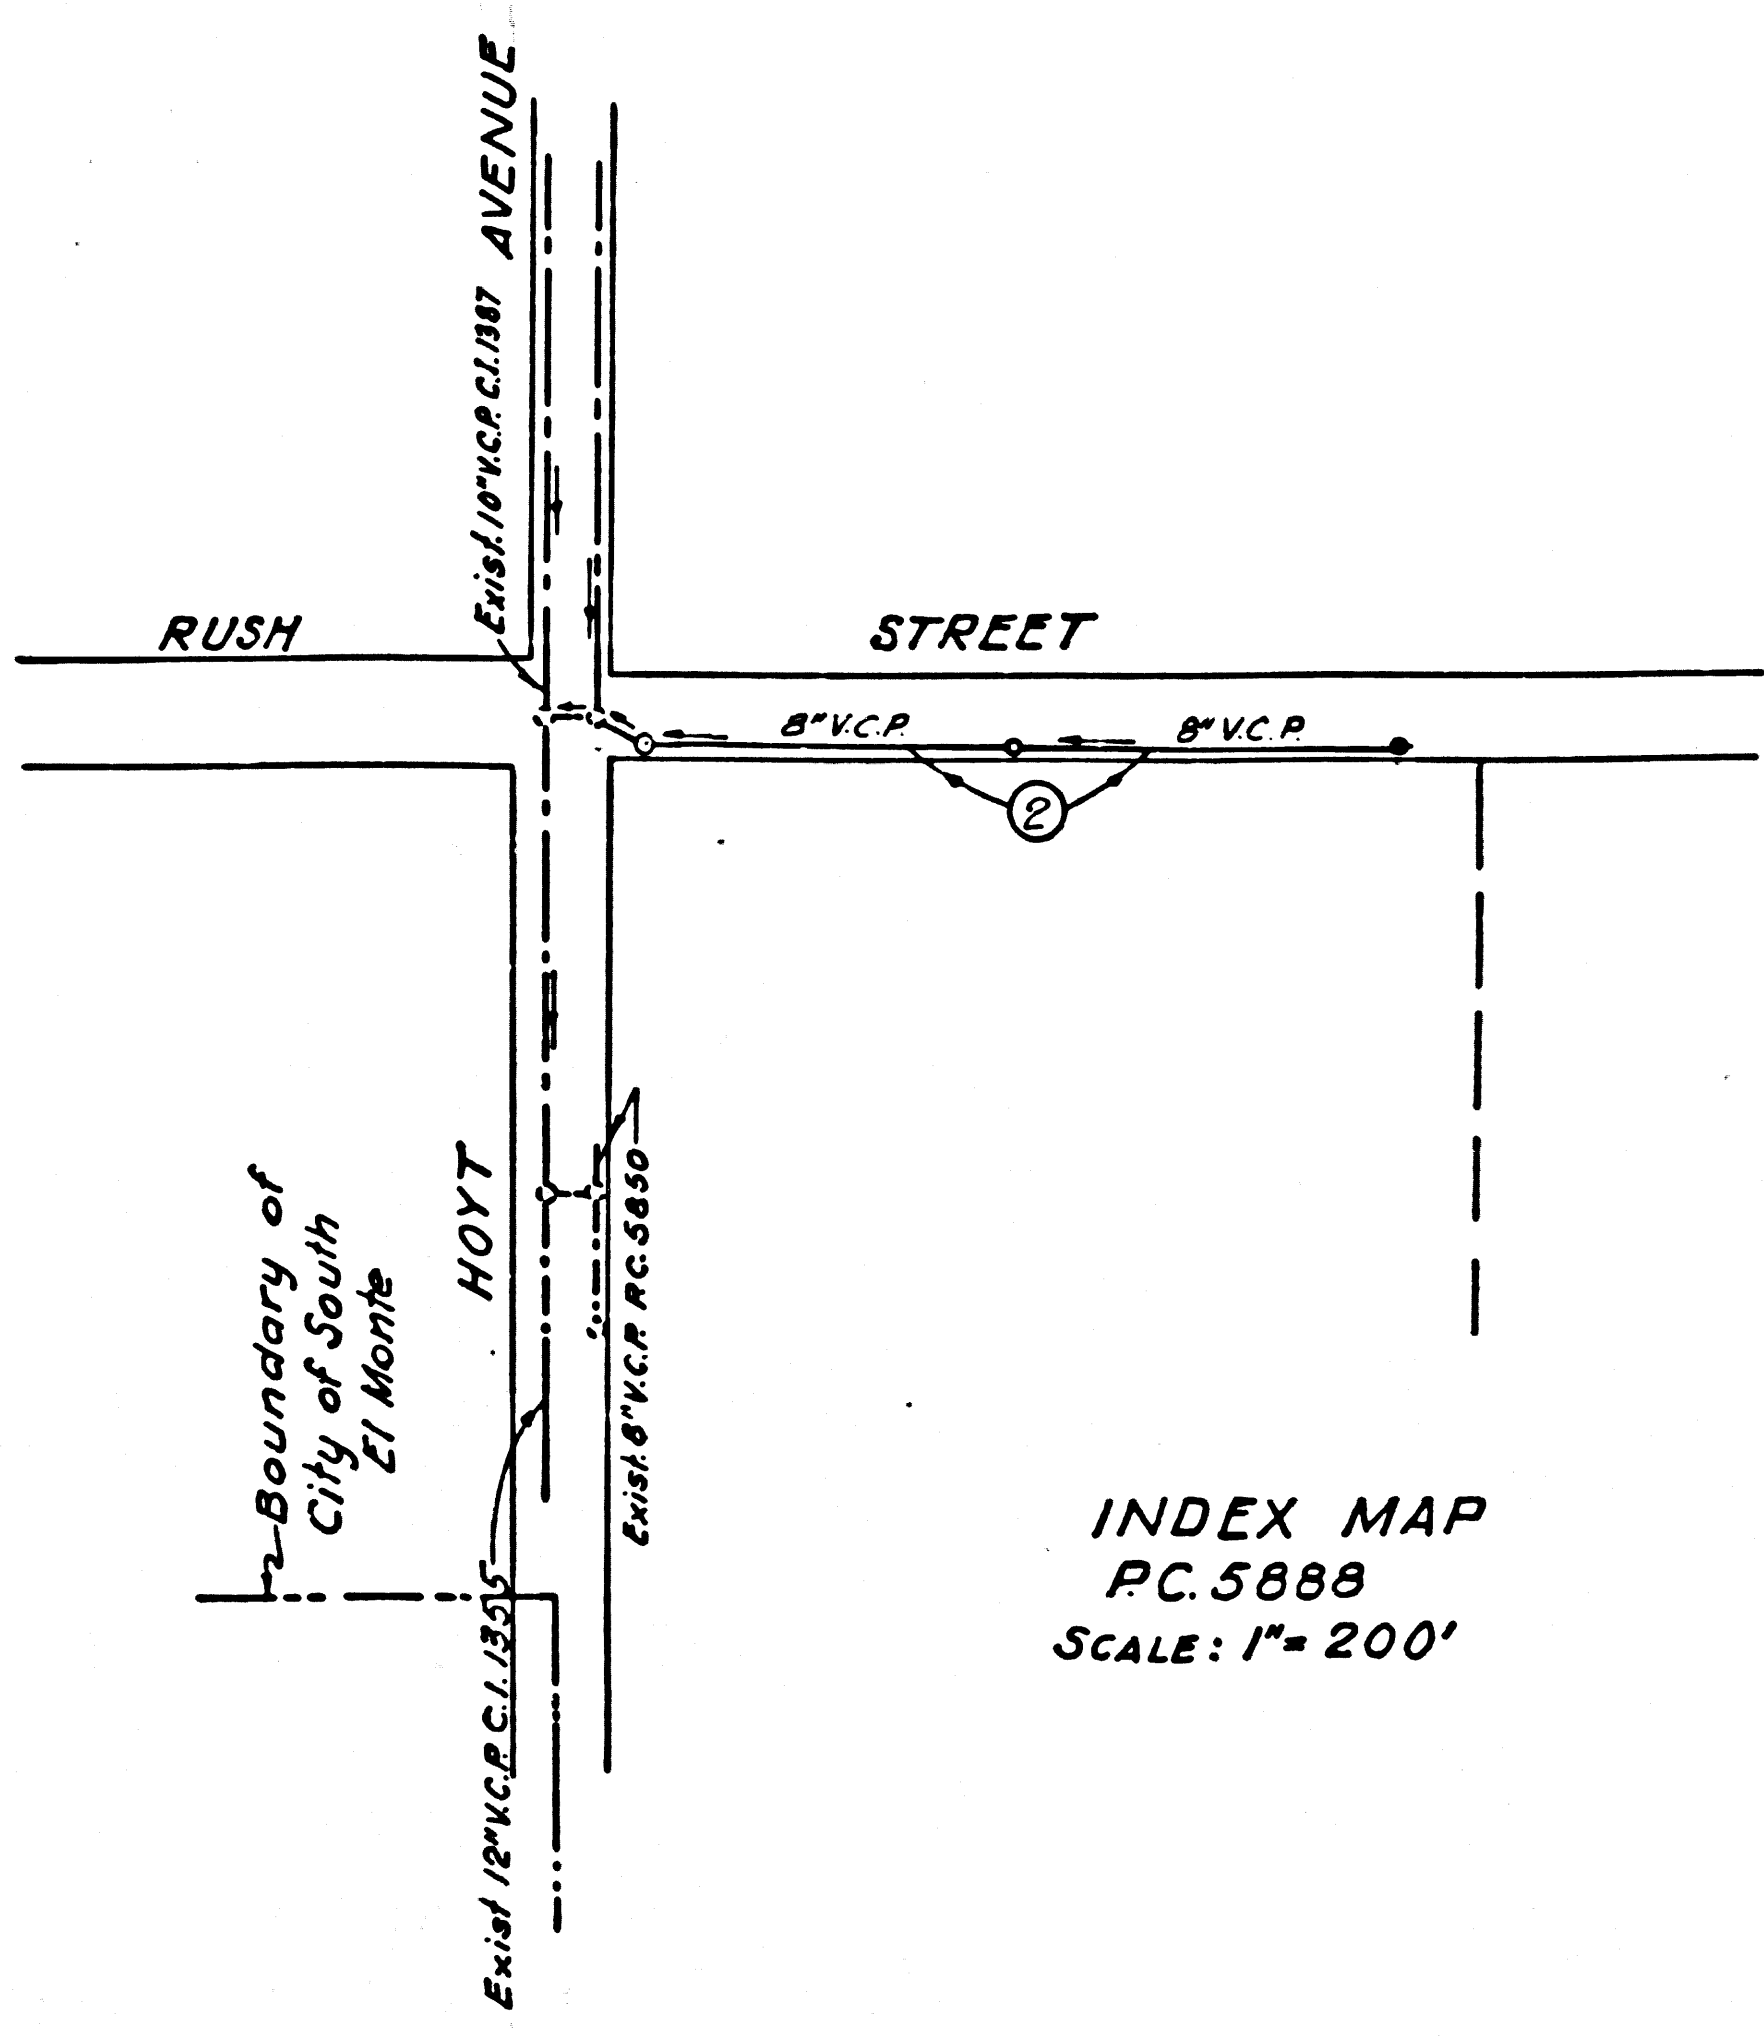 HOYT AVENUE
Exist. 10" V.C.P. C.I. 1387
RUSH STREET
8" V.C.P.
8" V.C.P.
2
Boundary of
City of South
El Monte
Exist. 8" V.C.P. P.C. 5850
Exist 12" V.C.P. C.I. 1355
INDEX MAP
P.C. 5888
SCALE: 1" = 200'